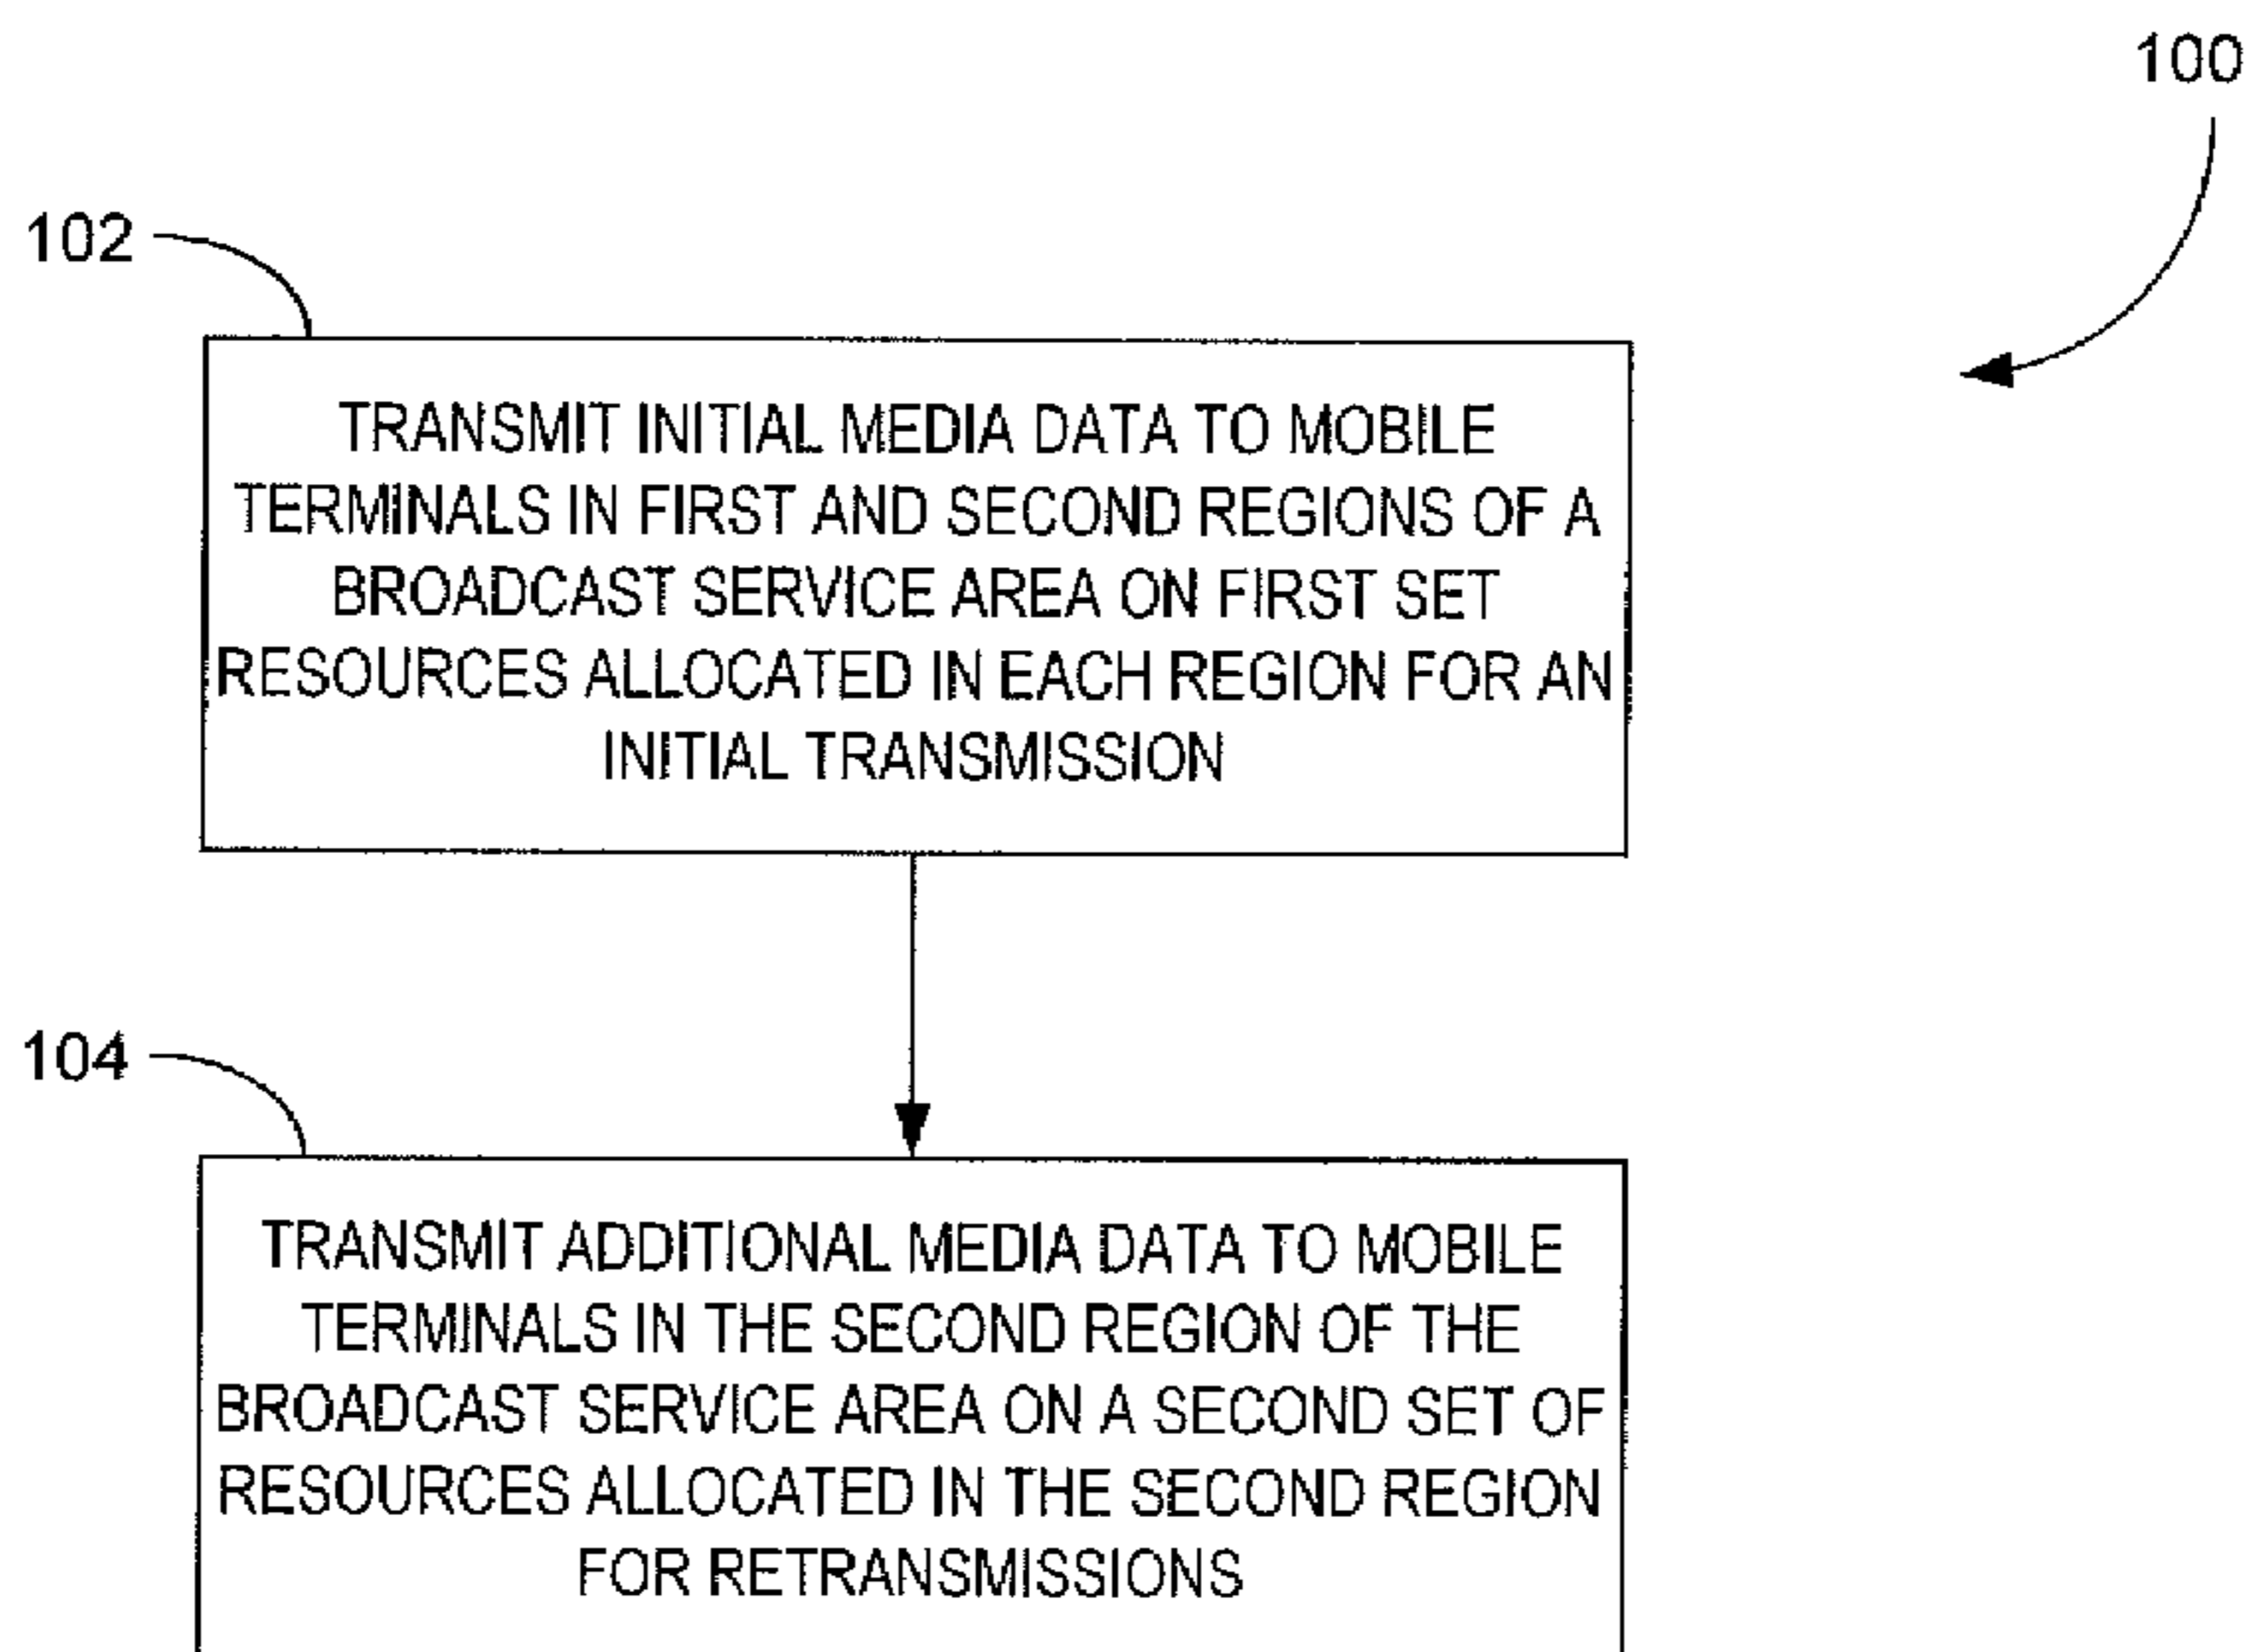 100
102
TRANSMIT INITIAL MEDIA DATA TO MOBILE
TERMINALS IN FIRST AND SECOND REGIONS OF A
BROADCAST SERVICE AREA ON FIRST SET
RESOURCES ALLOCATED IN EACH REGION FOR AN
INITIAL TRANSMISSION
104
TRANSMIT ADDITIONAL MEDIA DATA TO MOBILE
TERMINALS IN THE SECOND REGION OF THE
BROADCAST SERVICE AREA ON A SECOND SET OF
RESOURCES ALLOCATED IN THE SECOND REGION
FOR RETRANSMISSIONS